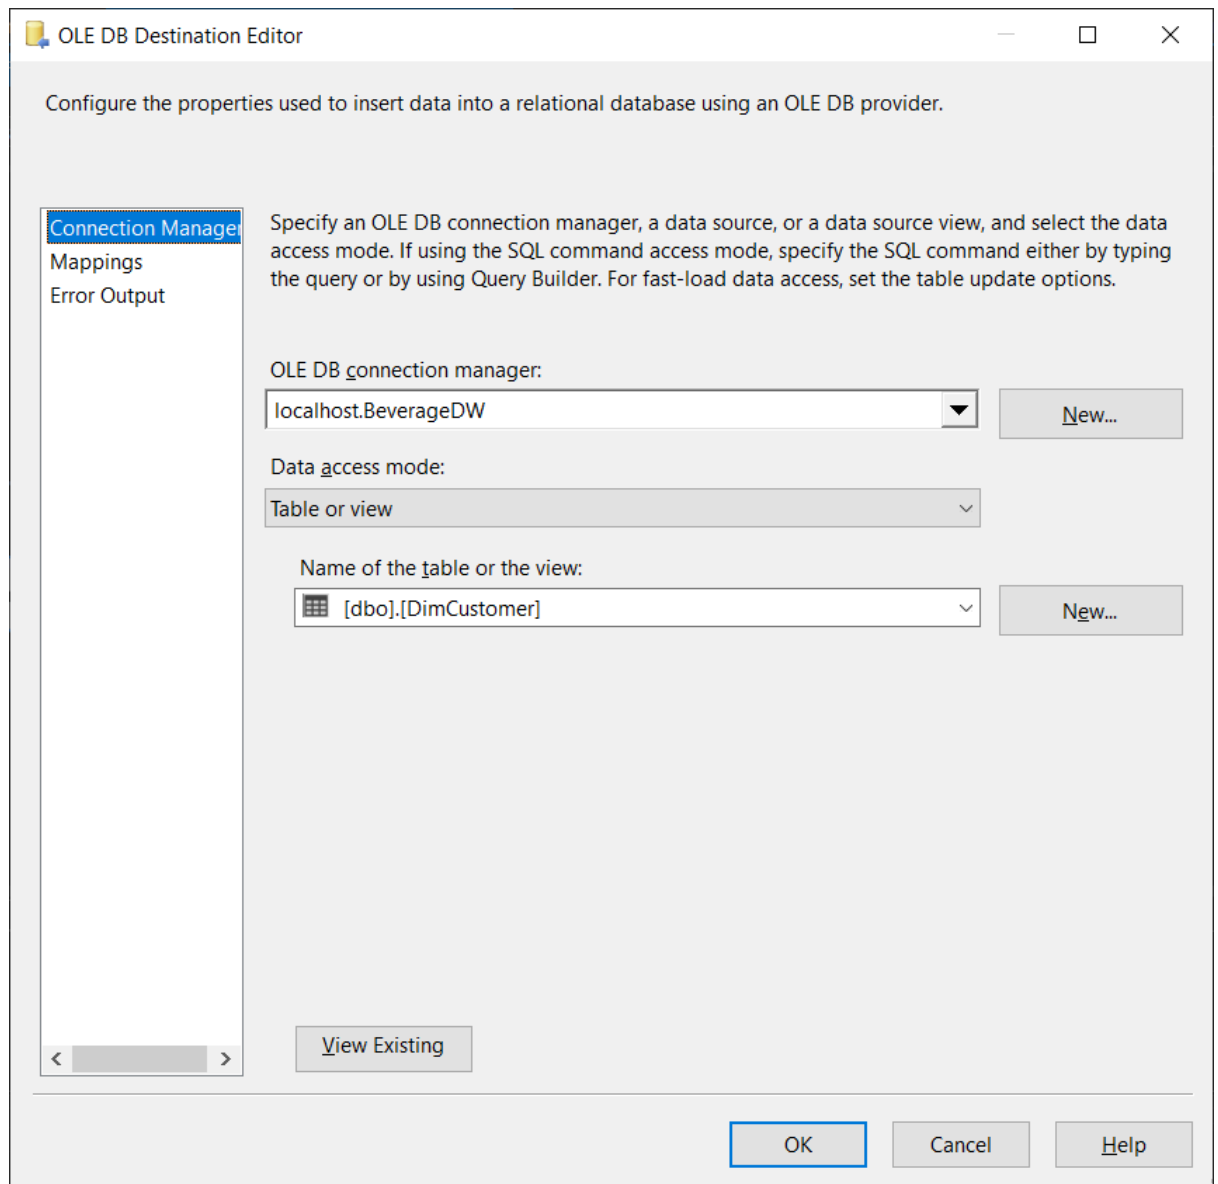 OLE DB Destination Editor
Configure the properties used to insert data into a relational database using an OLE DB provider.
Connection Manager
Mappings
Error Output
Specify an OLE DB connection manager, a data source, or a data source view, and select the data
access mode. If using the SQL command access mode, specify the SQL command either by typing
the query or by using Query Builder. For fast-load data access, set the table update options.
OLE DB connection manager:
localhost.BeverageDW
New...
Data access mode:
Table or view
Name of the table or the view:
[dbo].[DimCustomer]
New...
View Existing
OK
Cancel
Help